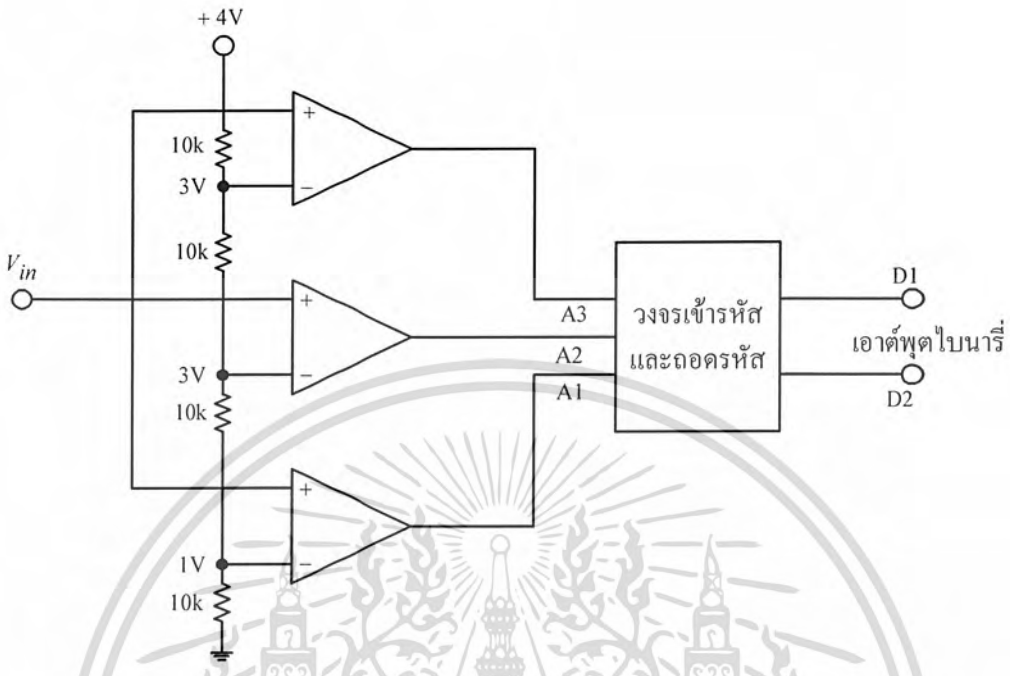 + 4V
+
10k
3V
−
10k
V_in
+
A3
วงจรเข้ารหัส
และถอดรหัส
D1
เอาต์พุตไบนารี่
A2
3V
−
A1
D2
10k
+
1V
−
10k